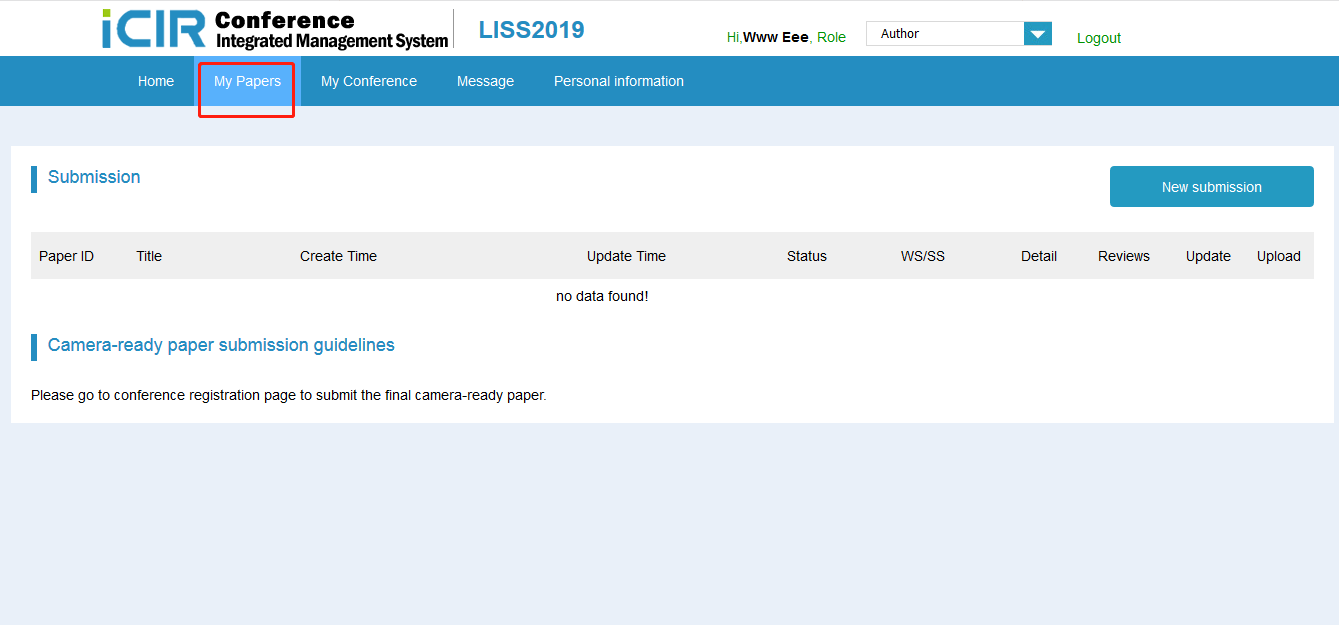 iCIR Conference
Integrated Management System
LISS2019
Hi,Www Eee, Role
Author
Logout
Home
My Papers
My Conference
Message
Personal information
Submission
New submission
Paper ID Title Create Time Update Time Status WS/SS Detail Reviews Update Upload
no data found!
Camera-ready paper submission guidelines
Please go to conference registration page to submit the final camera-ready paper.